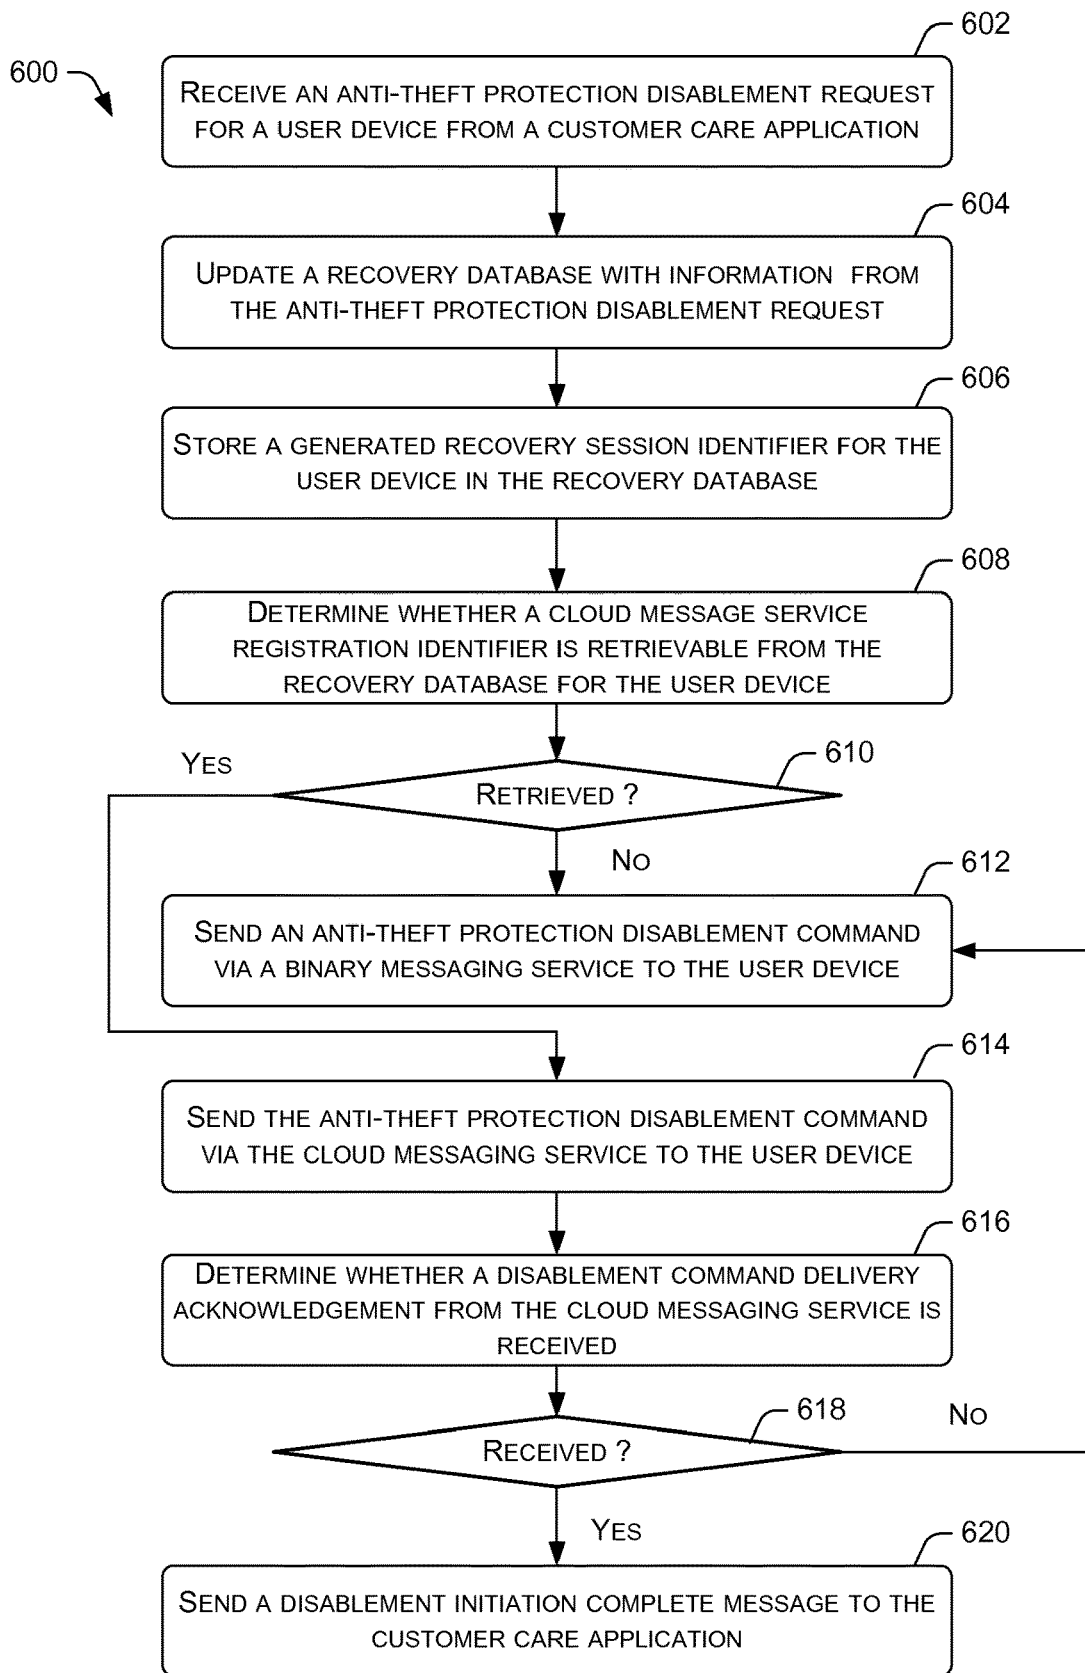 602
600
RECEIVE AN ANTI-THEFT PROTECTION DISABLEMENT REQUEST
FOR A USER DEVICE FROM A CUSTOMER CARE APPLICATION
604
UPDATE A RECOVERY DATABASE WITH INFORMATION FROM
THE ANTI-THEFT PROTECTION DISABLEMENT REQUEST
606
STORE A GENERATED RECOVERY SESSION IDENTIFIER FOR THE
USER DEVICE IN THE RECOVERY DATABASE
608
DETERMINE WHETHER A CLOUD MESSAGE SERVICE
REGISTRATION IDENTIFIER IS RETRIEVABLE FROM THE
RECOVERY DATABASE FOR THE USER DEVICE
610
YES
RETRIEVED ?
NO
612
SEND AN ANTI-THEFT PROTECTION DISABLEMENT COMMAND
VIA A BINARY MESSAGING SERVICE TO THE USER DEVICE
614
SEND THE ANTI-THEFT PROTECTION DISABLEMENT COMMAND
VIA THE CLOUD MESSAGING SERVICE TO THE USER DEVICE
616
DETERMINE WHETHER A DISABLEMENT COMMAND DELIVERY
ACKNOWLEDGEMENT FROM THE CLOUD MESSAGING SERVICE IS
RECEIVED
618
NO
RECEIVED ?
YES
620
SEND A DISABLEMENT INITIATION COMPLETE MESSAGE TO THE
CUSTOMER CARE APPLICATION